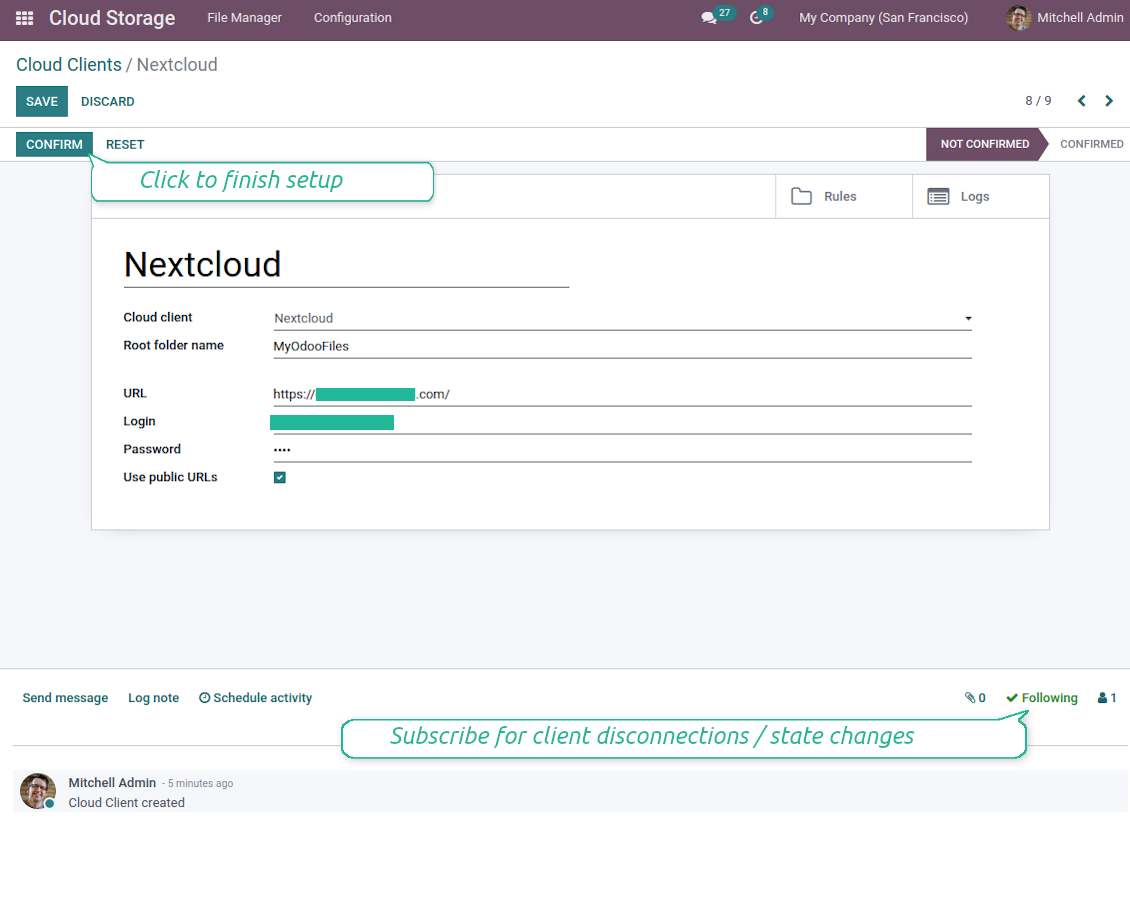 Cloud Storage File Manager Configuration 27 8 My Company (San Francisco) Mitchell Admin
Cloud Clients / Nextcloud
SAVE DISCARD 8 / 9
CONFIRM RESET NOT CONFIRMED CONFIRMED
Click to finish setup
Rules Logs
Nextcloud
Cloud client Nextcloud
Root folder name MyOdooFiles
URL https:// .com/
Login
Password ••••
Use public URLs
Send message Log note Schedule activity 0 Following 1
Subscribe for client disconnections / state changes
Mitchell Admin - 5 minutes ago
Cloud Client created